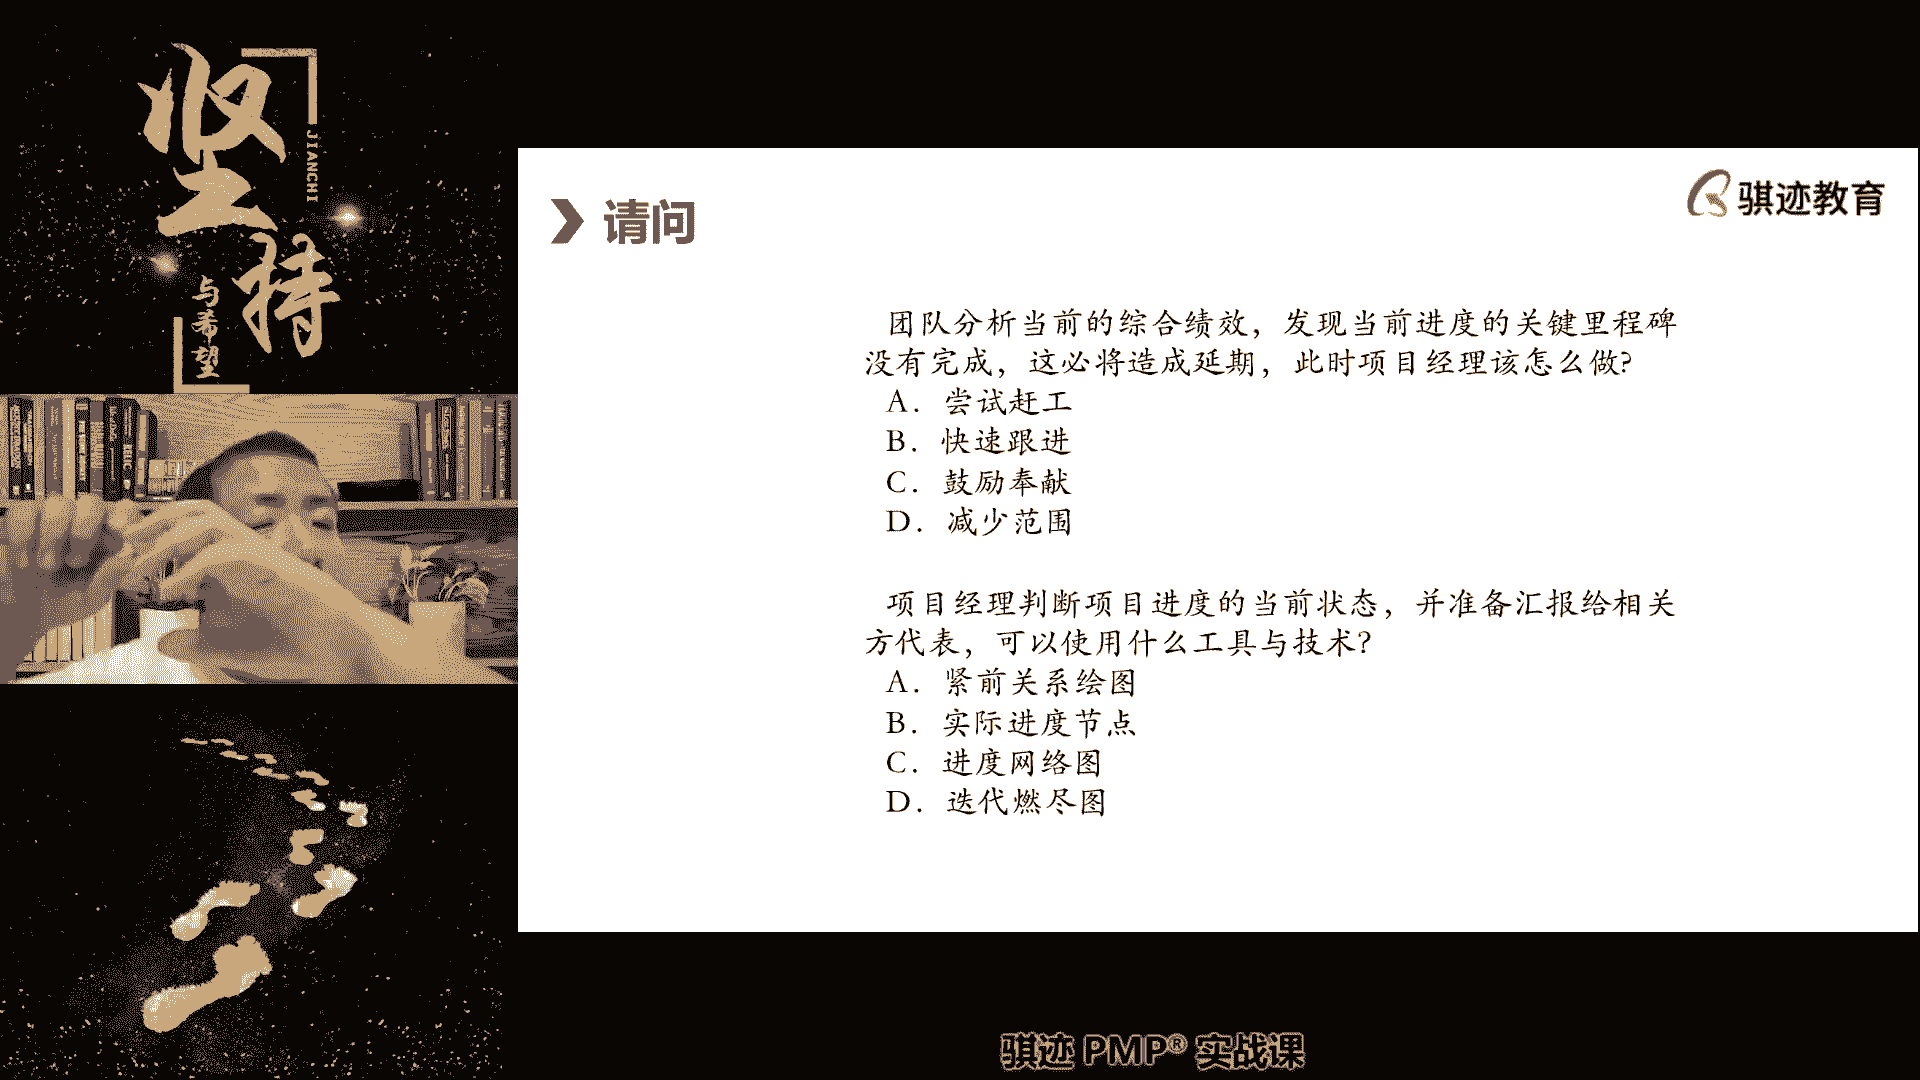 坚持
JIANCHI
与希望
骐迹教育
请问
团队分析当前的综合绩效，发现当前进度的关键里程碑
没有完成，这必将造成延期，此时项目经理该怎么做?
A．尝试赶工
B．快速跟进
C．鼓励奉献
D．减少范围
项目经理判断项目进度的当前状态，并准备汇报给相关
方代表，可以使用什么工具与技术?
A．紧前关系绘图
B．实际进度节点
C．进度网络图
D．迭代燃尽图
骐迹 PMP® 实战课